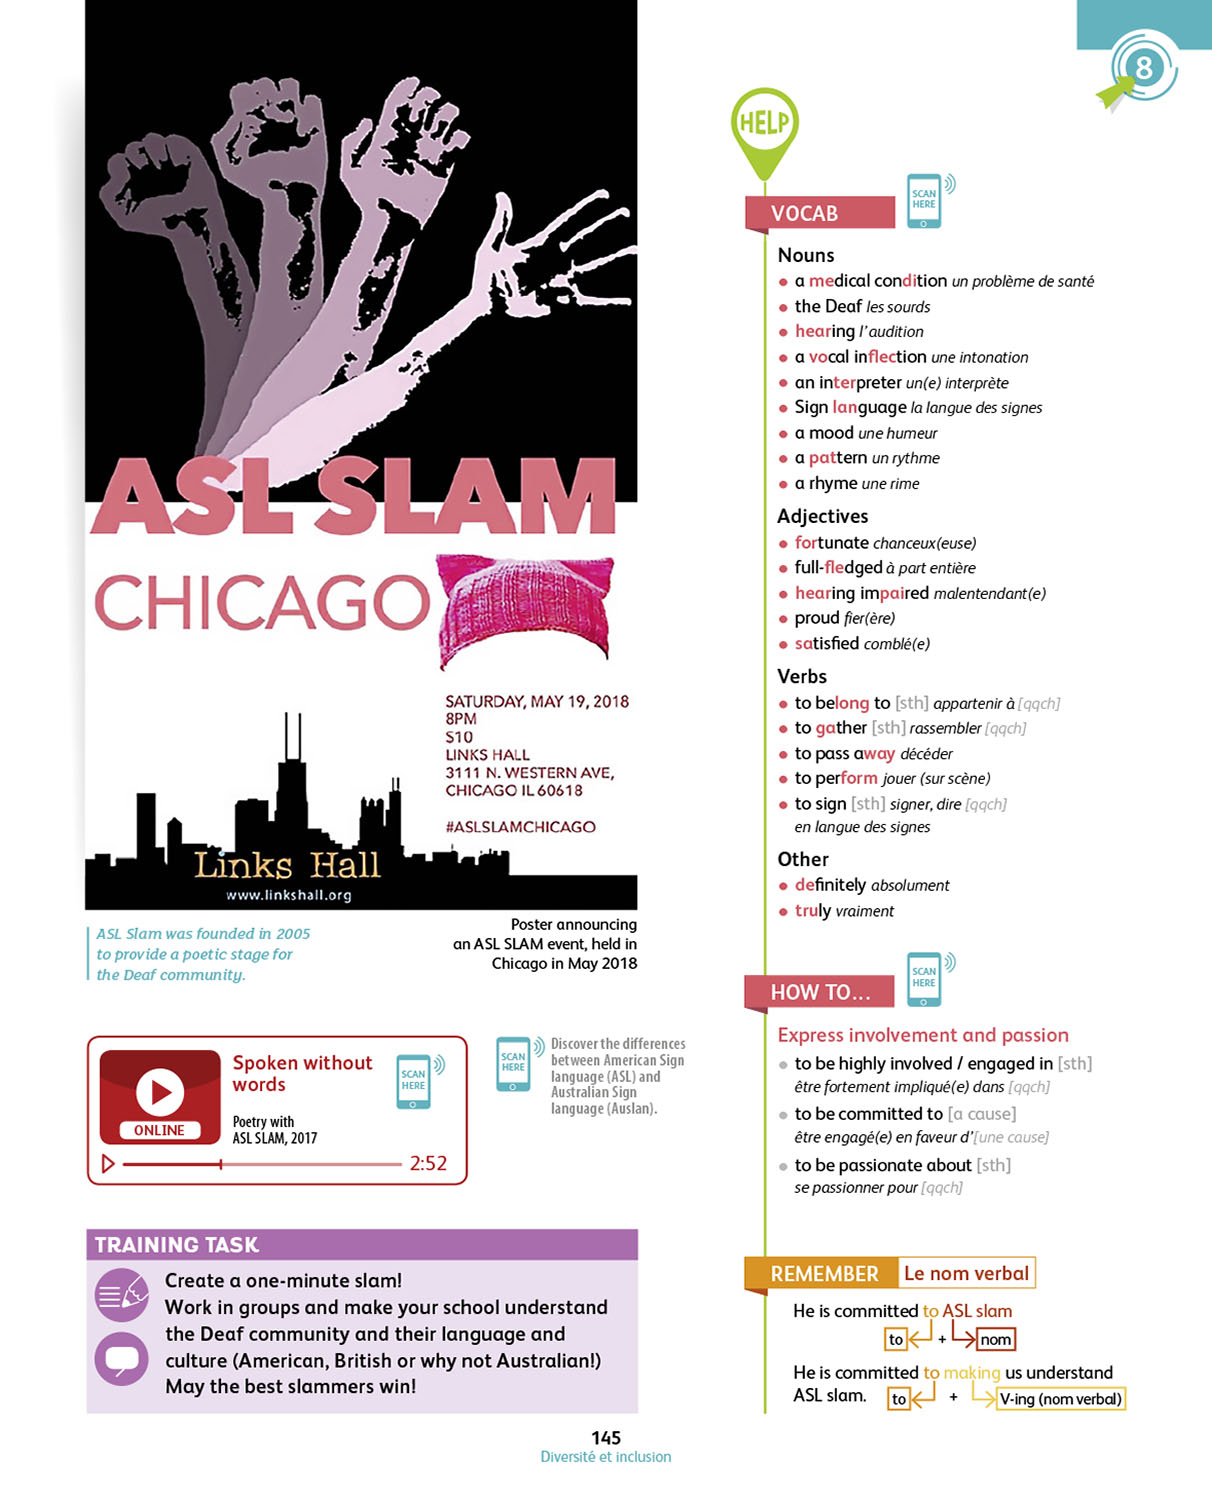 8
ASL SLAM
CHICAGO
SATURDAY, MAY 19, 2018
8PM
$10
LINKS HALL
3111 N. WESTERN AVE,
CHICAGO IL 60618
#ASLSLAMCHICAGO
Links Hall
www.linkshall.org
ASL Slam was founded in 2005
to provide a poetic stage for
the Deaf community.
Poster announcing
an ASL SLAM event, held in
Chicago in May 2018
Spoken without
words
SCAN
HERE
Poetry with
ASL SLAM, 2017
ONLINE
2:52
SCAN
HERE
Discover the differences
between American Sign
language (ASL) and
Australian Sign
language (Auslan).
TRAINING TASK
Create a one-minute slam!
Work in groups and make your school understand
the Deaf community and their language and
culture (American, British or why not Australian!)
May the best slammers win!
HELP
VOCAB
SCAN
HERE
Nouns
• a medical condition un problème de santé
• the Deaf les sourds
• hearing l'audition
• a vocal inflection une intonation
• an interpreter un(e) interprète
• Sign language la langue des signes
• a mood une humeur
• a pattern un rythme
• a rhyme une rime
Adjectives
• fortunate chanceux(euse)
• full-fledged à part entière
• hearing impaired malentendant(e)
• proud fier(ère)
• satisfied comblé(e)
Verbs
• to belong to [sth] appartenir à [qqch]
• to gather [sth] rassembler [qqch]
• to pass away décéder
• to perform jouer (sur scène)
• to sign [sth] signer, dire [qqch]
en langue des signes
Other
• definitely absolument
• truly vraiment
HOW TO...
SCAN
HERE
Express involvement and passion
• to be highly involved / engaged in [sth]
être fortement impliqué(e) dans [qqch]
• to be committed to [a cause]
être engagé(e) en faveur d'[une cause]
• to be passionate about [sth]
se passionner pour [qqch]
REMEMBER Le nom verbal
He is committed to ASL slam
to + nom
He is committed to making us understand
ASL slam. to + V-ing (nom verbal)
145
Diversité et inclusion